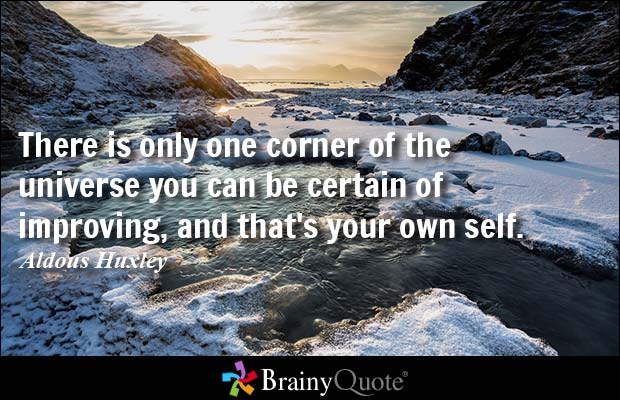 There is only one corner of the
universe you can be certain of
improving, and that's your own self.
Aldous Huxley
BrainyQuote®